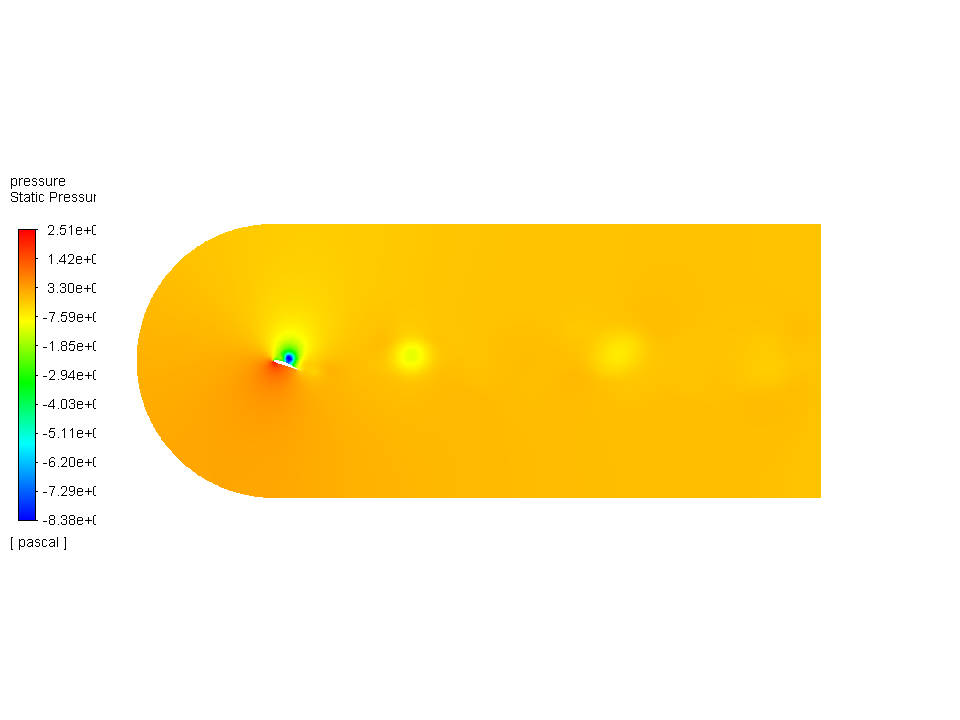 pressure
Static Pressur
2.51e+0
1.42e+0
3.30e+0
-7.59e+0
-1.85e+0
-2.94e+0
-4.03e+0
-5.11e+0
-6.20e+0
-7.29e+0
-8.38e+0
[ pascal ]